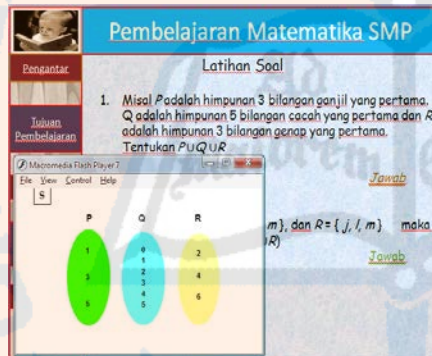 Pembelajaran Matematika SMP
Pengantar
Tujuan
Pembelajaran
Latihan Soal
1. Misal P adalah himpunan 3 bilangan ganjil yang pertama.
Q adalah himpunan 5 bilangan cacah yang pertama dan R
adalah himpunan 3 bilangan genap yang pertama.
Tentukan P∪Q∪R
Jawab
m}, dan R = { j, l, m } maka
R)
Jawab
Macromedia Flash Player 7
File View Control Help
S
P Q R
1
3
5
0
1
2
3
4
5
2
4
6